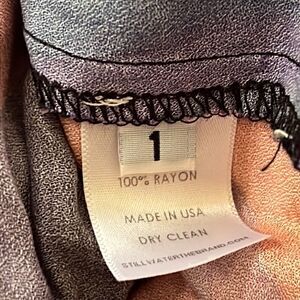 1
100% RAYON
MADE IN USA
DRY CLEAN
STILLWATERTHEBRAND.COM